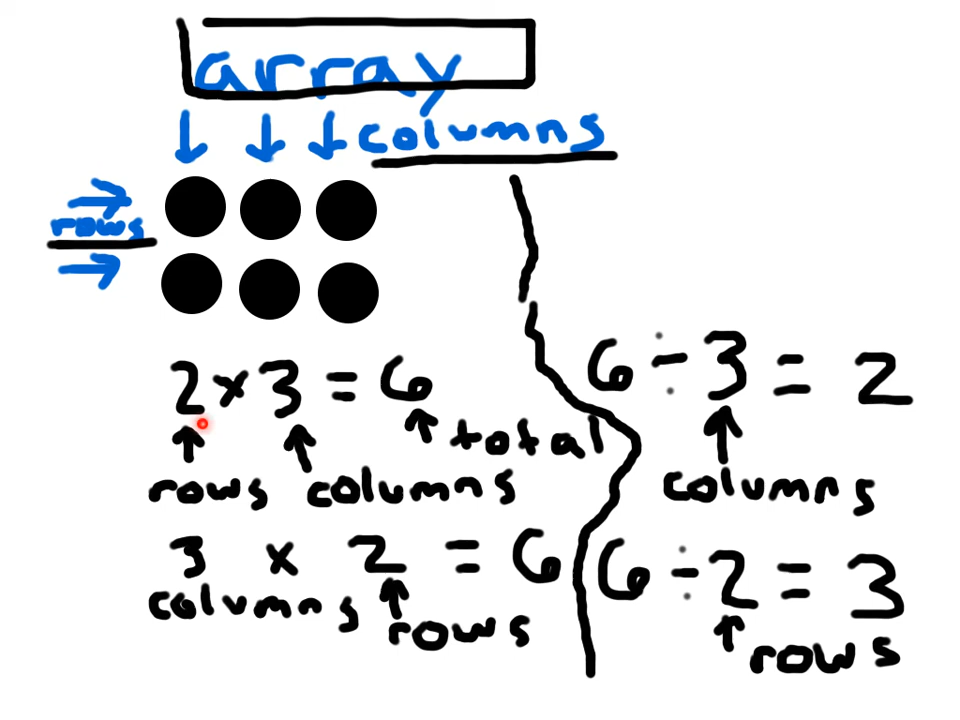 array
columns
rows
2 x 3 = 6
total
rows columns
3 x 2 = 6
columns
rows
6 ÷ 3 = 2
columns
6 ÷ 2 = 3
rows